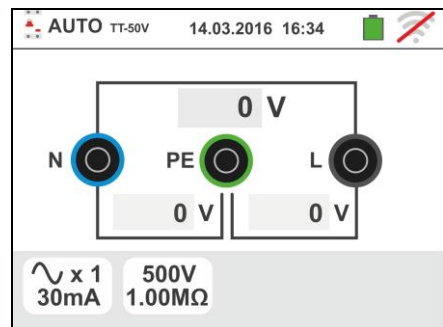 AUTO TT-50V 14.03.2016 16:34
0 V
N PE L
0 V 0 V
x 1 500V
30mA 1.00MΩ